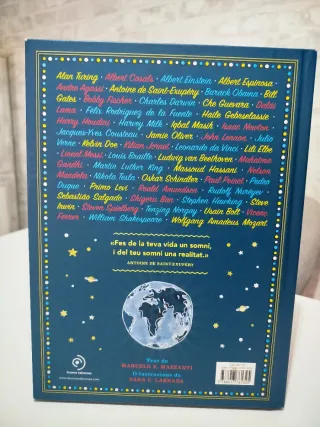 Alan Turing • Albert Casals • Albert Einstein • Albert Espinosa
Andre Agassi • Antoine de Saint-Exupéry • Barack Obama • Bill
Gates • Bobby Fischer • Charles Darwin • Che Guevara • Dalai
Lama • Felix Rodríguez de la Fuente • Haile Gebrselassie
Harry Houdini • Harvey Milk • Iqbal Masih • Isaac Newton
Jacques-Yves Cousteau • Jamie Oliver • John Lennon • Jules
Verne • Kelvin Doe • Kilian Jornet • Leonardo da Vinci • Lili Elbe
Lionel Messi • Louis Braille • Ludwig van Beethoven • Mahatma
Gandhi • Martin Luther King • Massoud Hassani • Nelson
Mandela • Nikola Tesla • Oskar Schindler • Paul Poiret • Pedro
Duque • Primo Levi • Roald Amundsen • Rudolf Nuréyev
Sebastião Salgado • Shigeru Ban • Stephen Hawking • Steve
Irwin • Steven Spielberg • Tenzing Norgay • Usain Bolt • Vicenç
Ferrer • William Shakespeare • Wolfgang Amadeus Mozart
«Fes de la teva vida un somni,
i del teu somni una realitat.»
ANTOINE DE SAINT-EXUPÉRY
Text de
MARCELO E. MAZZANTI
Il·lustracions de
SARA C. LABRADA